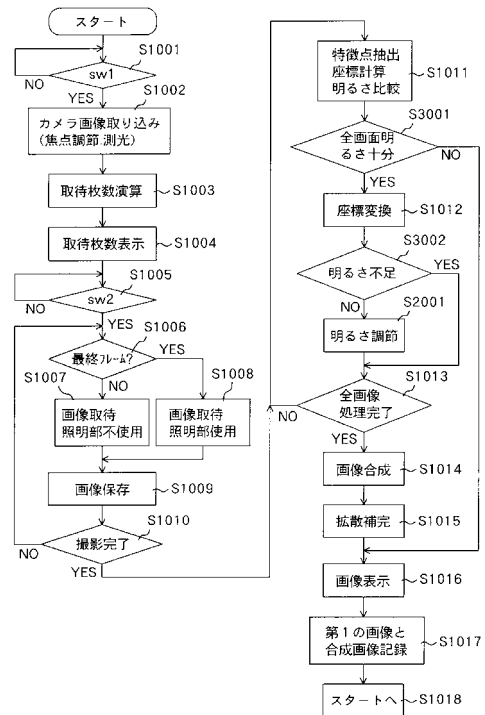 スタート
S1001
sw1
NO
YES
S1002
カメラ画像取り込み
(焦点調節.測光)
取待枚数演算
S1003
取待枚数表示
S1004
S1005
sw2
NO
YES
S1006
最終ﾌﾚｰﾑ?
YES
S1007
NO
S1008
画像取待
照明部不使用
画像取待
照明部使用
画像保存
S1009
S1010
撮影完了
NO
YES
特徴点抽出
座標計算
明るさ比較
S1011
S3001
全画面明
るさ十分
NO
YES
座標変換
S1012
S3002
明るさ不足
YES
NO
S2001
明るさ調節
S1013
全画像
処理完了
NO
YES
画像合成
S1014
拡散補完
S1015
画像表示
S1016
第1の画像と
合成画像記録
S1017
スタートへ
S1018